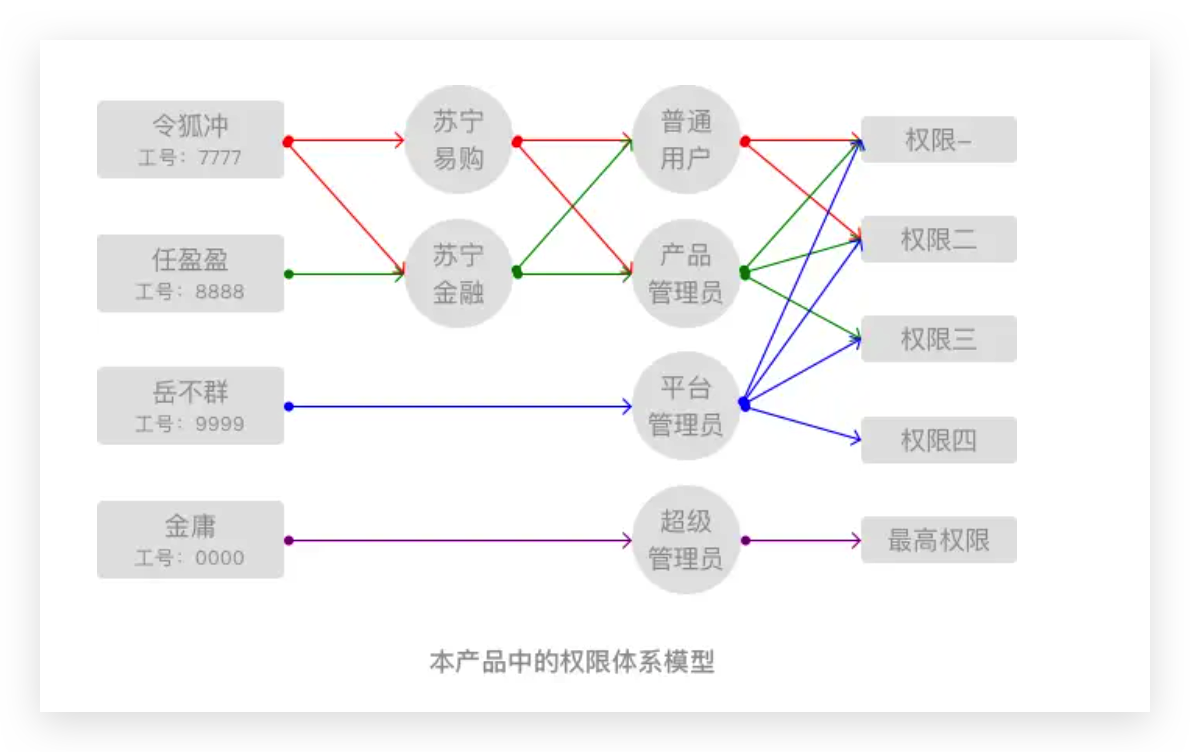 令狐冲
工号：7777
苏宁
易购
普通
用户
权限一
任盈盈
工号：8888
苏宁
金融
产品
管理员
权限二
权限三
岳不群
工号：9999
平台
管理员
权限四
金庸
工号：0000
超级
管理员
最高权限
本产品中的权限体系模型